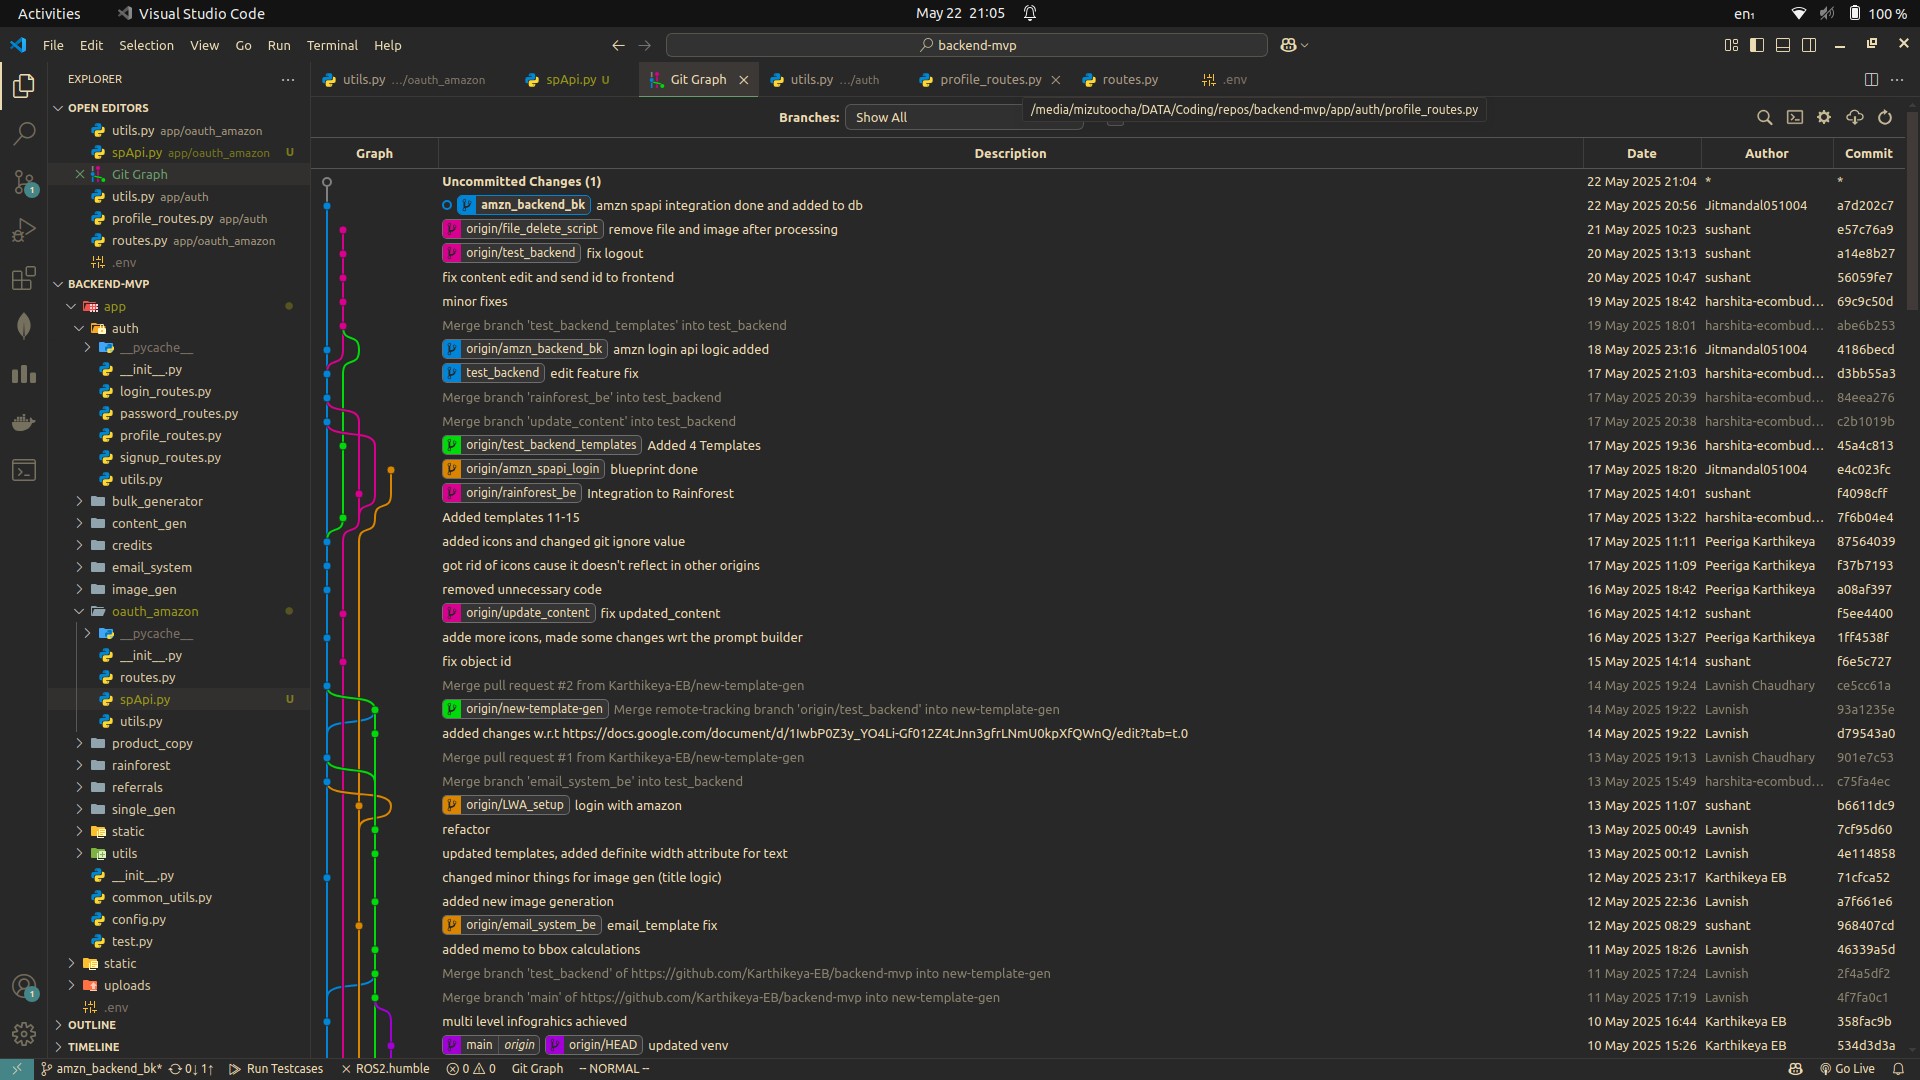 Activities Visual Studio Code May 22 21:05 en₁ 100 %
File Edit Selection View Go Run Terminal Help backend-mvp
EXPLORER
utils.py .../oauth_amazon spApi.py U Git Graph utils.py .../auth profile_routes.py routes.py .env
OPEN EDITORS
utils.py app/oauth_amazon
spApi.py app/oauth_amazon U
Git Graph
utils.py app/auth
profile_routes.py app/auth
routes.py app/oauth_amazon
.env
BACKEND-MVP
app
auth
__pycache__
__init__.py
login_routes.py
password_routes.py
profile_routes.py
signup_routes.py
utils.py
bulk_generator
content_gen
credits
email_system
image_gen
oauth_amazon
__pycache__
__init__.py
routes.py
spApi.py U
utils.py
product_copy
rainforest
referrals
single_gen
static
utils
__init__.py
common_utils.py
config.py
test.py
static
uploads
.env
OUTLINE
TIMELINE
1
1
Branches: Show All /media/mizutoocha/DATA/Coding/repos/backend-mvp/app/auth/profile_routes.py
Graph Description Date Author Commit
Uncommitted Changes (1) 22 May 2025 21:04 * *
amzn_backend_bk amzn spapi integration done and added to db 22 May 2025 20:56 Jitmandal051004 a7d202c7
origin/file_delete_script remove file and image after processing 21 May 2025 10:23 sushant e57c76a9
origin/test_backend fix logout 20 May 2025 13:13 sushant a14e8b27
fix content edit and send id to frontend 20 May 2025 10:47 sushant 56059fe7
minor fixes 19 May 2025 18:42 harshita-ecombud... 69c9c50d
Merge branch 'test_backend_templates' into test_backend 19 May 2025 18:01 harshita-ecombud... abe6b253
origin/amzn_backend_bk amzn login api logic added 18 May 2025 23:16 Jitmandal051004 4186becd
test_backend edit feature fix 17 May 2025 21:03 harshita-ecombud... d3bb55a3
Merge branch 'rainforest_be' into test_backend 17 May 2025 20:39 harshita-ecombud... 84eea276
Merge branch 'update_content' into test_backend 17 May 2025 20:38 harshita-ecombud... c2b1019b
origin/test_backend_templates Added 4 Templates 17 May 2025 19:36 harshita-ecombud... 45a4c813
origin/amzn_spapi_login blueprint done 17 May 2025 18:20 Jitmandal051004 e4c023fc
origin/rainforest_be Integration to Rainforest 17 May 2025 14:01 sushant f4098cff
Added templates 11-15 17 May 2025 13:22 harshita-ecombud... 7f6b04e4
added icons and changed git ignore value 17 May 2025 11:11 Peeriga Karthikeya 87564039
got rid of icons cause it doesn't reflect in other origins 17 May 2025 11:09 Peeriga Karthikeya f37b7193
removed unnecessary code 16 May 2025 18:42 Peeriga Karthikeya a08af397
origin/update_content fix updated_content 16 May 2025 14:12 sushant f5ee4400
adde more icons, made some changes wrt the prompt builder 16 May 2025 13:27 Peeriga Karthikeya 1ff4538f
fix object id 15 May 2025 14:14 sushant f6e5c727
Merge pull request #2 from Karthikeya-EB/new-template-gen 14 May 2025 19:24 Lavnish Chaudhary ce5cc61a
origin/new-template-gen Merge remote-tracking branch 'origin/test_backend' into new-template-gen 14 May 2025 19:22 Lavnish 93a1235e
added changes w.r.t https://docs.google.com/document/d/1IwbP0Z3y_YO4Li-Gf012Z4tJnn3gfrLNmU0kpXfQWnQ/edit?tab=t.0 14 May 2025 19:22 Lavnish d79543a0
Merge pull request #1 from Karthikeya-EB/new-template-gen 13 May 2025 19:13 Lavnish Chaudhary 901e7c53
Merge branch 'email_system_be' into test_backend 13 May 2025 15:49 harshita-ecombud... c75fa4ec
origin/LWA_setup login with amazon 13 May 2025 11:07 sushant b6611dc9
refactor 13 May 2025 00:49 Lavnish 7cf95d60
updated templates, added definite width attribute for text 13 May 2025 00:12 Lavnish 4e114858
changed minor things for image gen (title logic) 12 May 2025 23:17 Karthikeya EB 71cfca52
added new image generation 12 May 2025 22:36 Lavnish a7f661e6
origin/email_system_be email_template fix 12 May 2025 08:29 sushant 968407cd
added memo to bbox calculations 11 May 2025 18:26 Lavnish 46339a5d
Merge branch 'test_backend' of https://github.com/Karthikeya-EB/backend-mvp into new-template-gen 11 May 2025 17:24 Lavnish 2f4a5df2
Merge branch 'main' of https://github.com/Karthikeya-EB/backend-mvp into new-template-gen 11 May 2025 17:19 Lavnish 4f7fa0c1
multi level infograhics achieved 10 May 2025 16:44 Karthikeya EB 358fac9b
main origin origin/HEAD updated venv 10 May 2025 15:26 Karthikeya EB 534d3d3a
amzn_backend_bk* 0↓ 1↑ Run Testcases ROS2.humble 0 0 Git Graph -- NORMAL -- Go Live